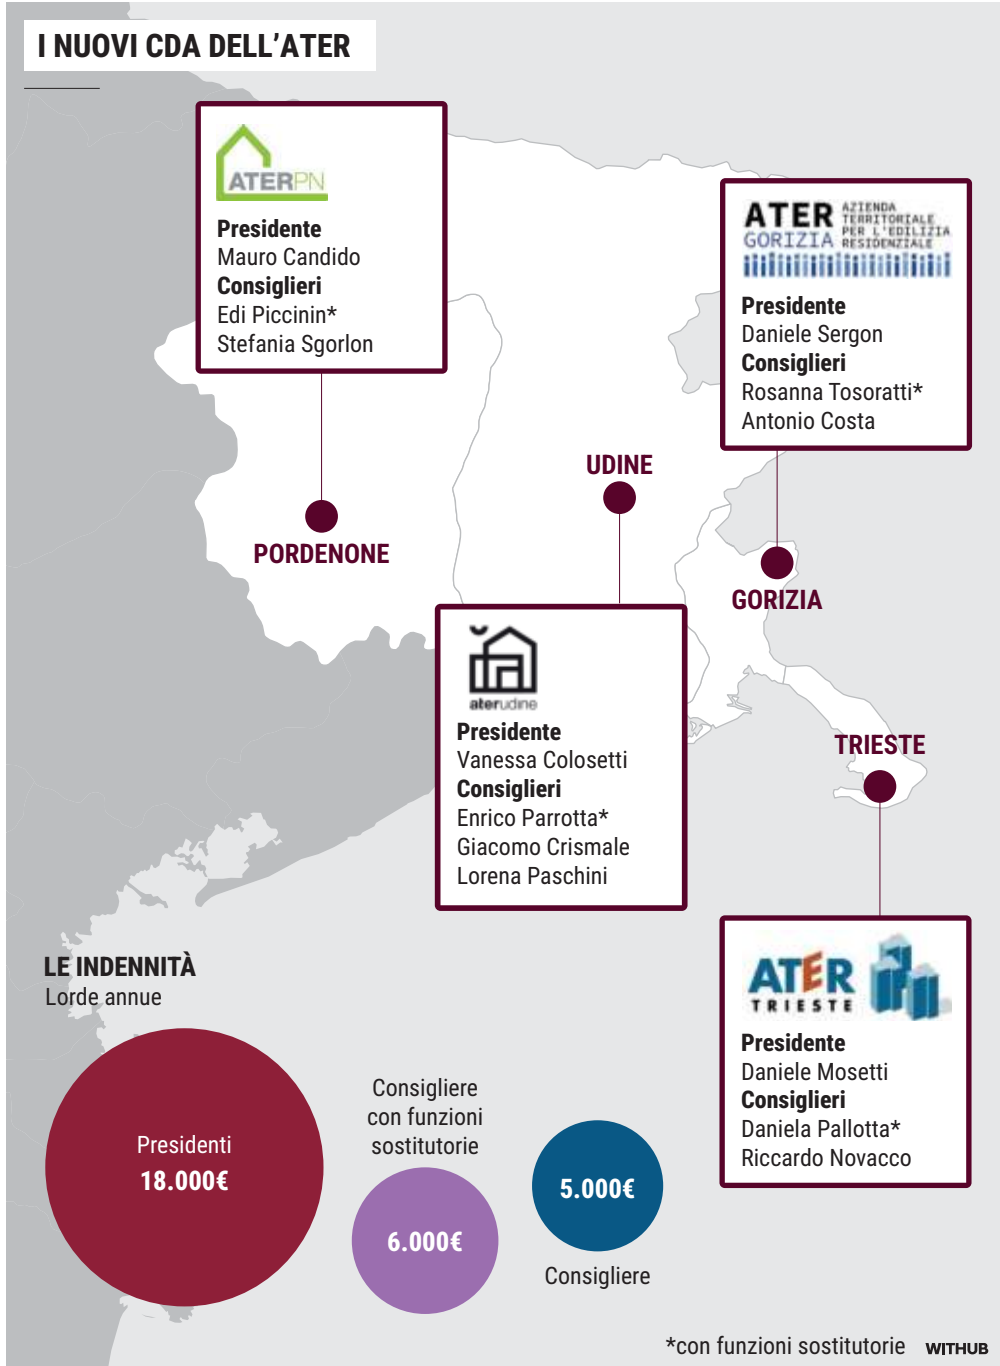 I NUOVI CDA DELL'ATER
ATERPN
Presidente
Mauro Candido
Consiglieri
Edi Piccinin*
Stefania Sgorlon
PORDENONE
UDINE
aterudine
Presidente
Vanessa Colosetti
Consiglieri
Enrico Parrotta*
Giacomo Crismale
Lorena Paschini
ATER
GORIZIA
AZIENDA
TERRITORIALE
PER L'EDILIZIA
RESIDENZIALE
Presidente
Daniele Sergon
Consiglieri
Rosanna Tosoratti*
Antonio Costa
GORIZIA
TRIESTE
ATER
TRIESTE
Presidente
Daniele Mosetti
Consiglieri
Daniela Pallotta*
Riccardo Novacco
LE INDENNITÀ
Lorde annue
Presidenti
18.000€
Consigliere
con funzioni
sostitutorie
6.000€
5.000€
Consigliere
*con funzioni sostitutorie
WITHUB